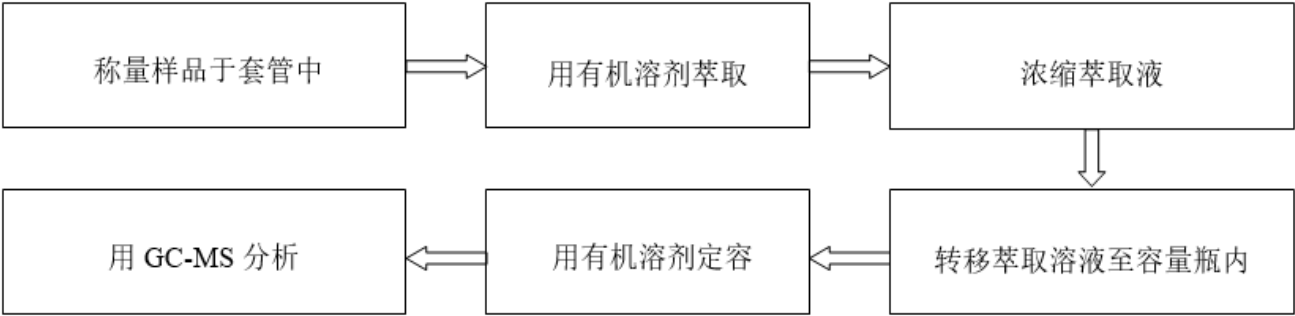 称量样品于套管中
用有机溶剂萃取
浓缩萃取液
转移萃取溶液至容量瓶内
用有机溶剂定容
用 GC-MS 分析